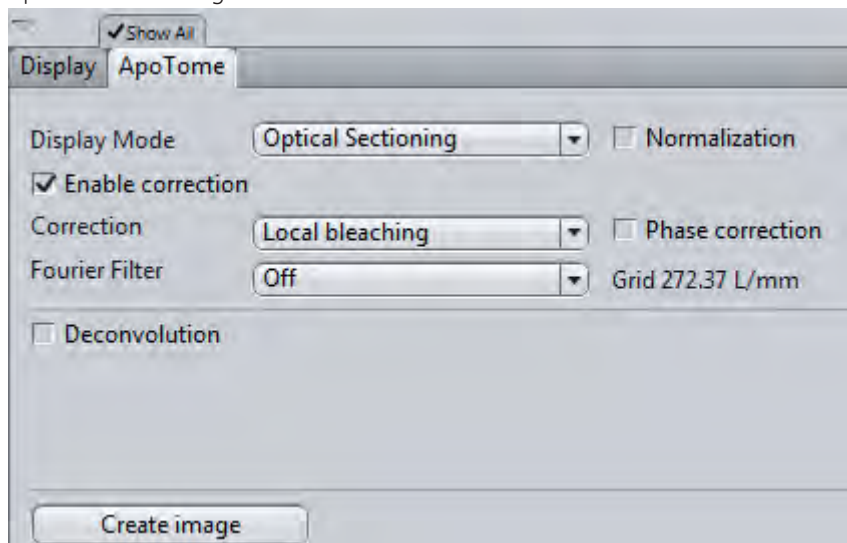 Show All
Display ApoTome
Display Mode Optical Sectioning Normalization
Enable correction
Correction Local bleaching Phase correction
Fourier Filter Off Grid 272.37 L/mm
Deconvolution
Create image